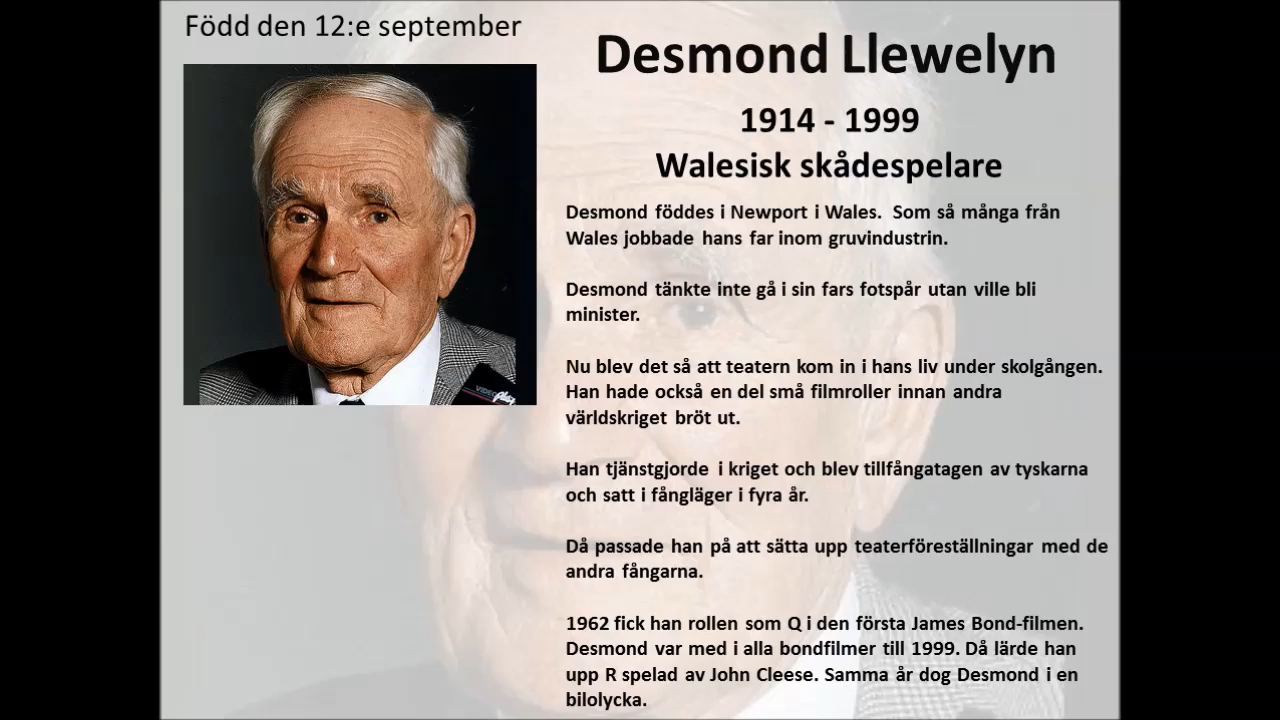 Född den 12:e september
Desmond Llewelyn
1914 - 1999
Walesisk skådespelare
Desmond föddes i Newport i Wales. Som så många från
Wales jobbade hans far inom gruvindustrin.
Desmond tänkte inte gå i sin fars fotspår utan ville bli
minister.
Nu blev det så att teatern kom in i hans liv under skolgången.
Han hade också en del små filmroller innan andra
världskriget bröt ut.
Han tjänstgjorde i kriget och blev tillfångatagen av tyskarna
och satt i fångläger i fyra år.
Då passade han på att sätta upp teaterföreställningar med de
andra fångarna.
1962 fick han rollen som Q i den första James Bond-filmen.
Desmond var med i alla bondfilmer till 1999. Då lärde han
upp R spelad av John Cleese. Samma år dog Desmond i en
bilolycka.
VIDEO